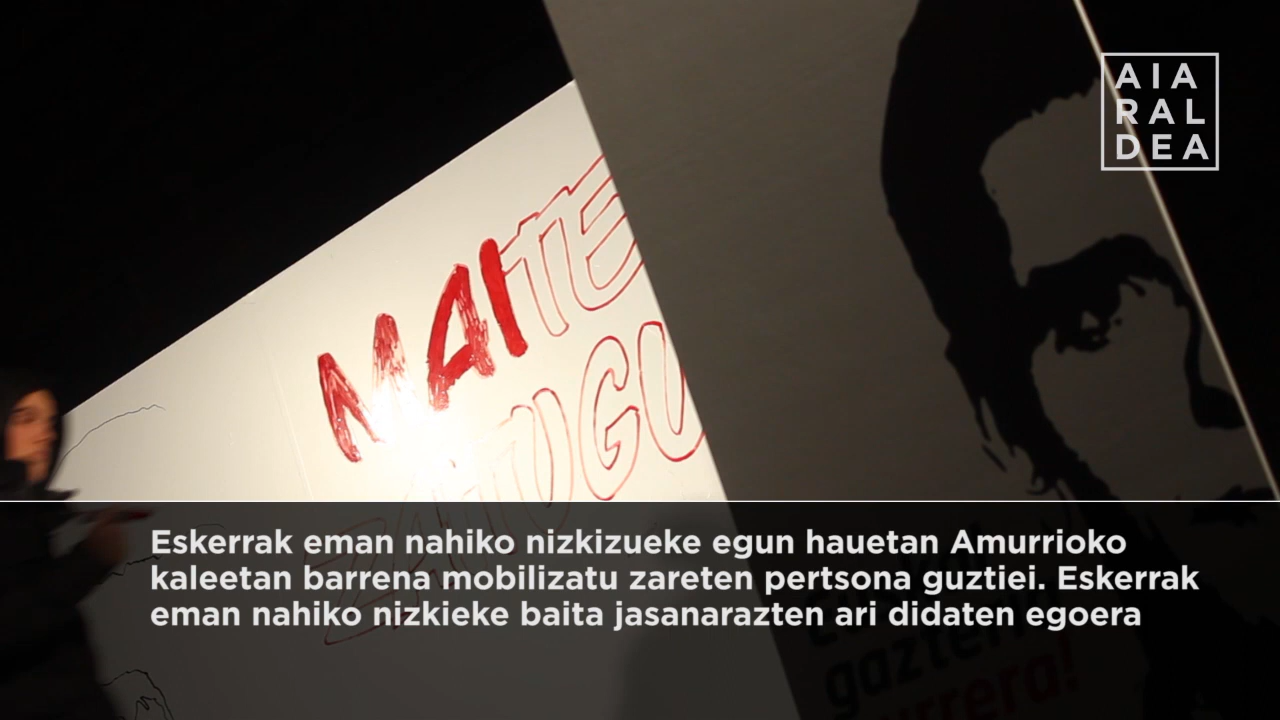 AIA
RAL
DEA
MAITE
ZAITUGU
Eskerrak eman nahiko nizkizueke egun hauetan Amurrioko
kaleetan barrena mobilizatu zareten pertsona guztiei. Eskerrak
eman nahiko nizkieke baita jasanarazten ari didaten egoera